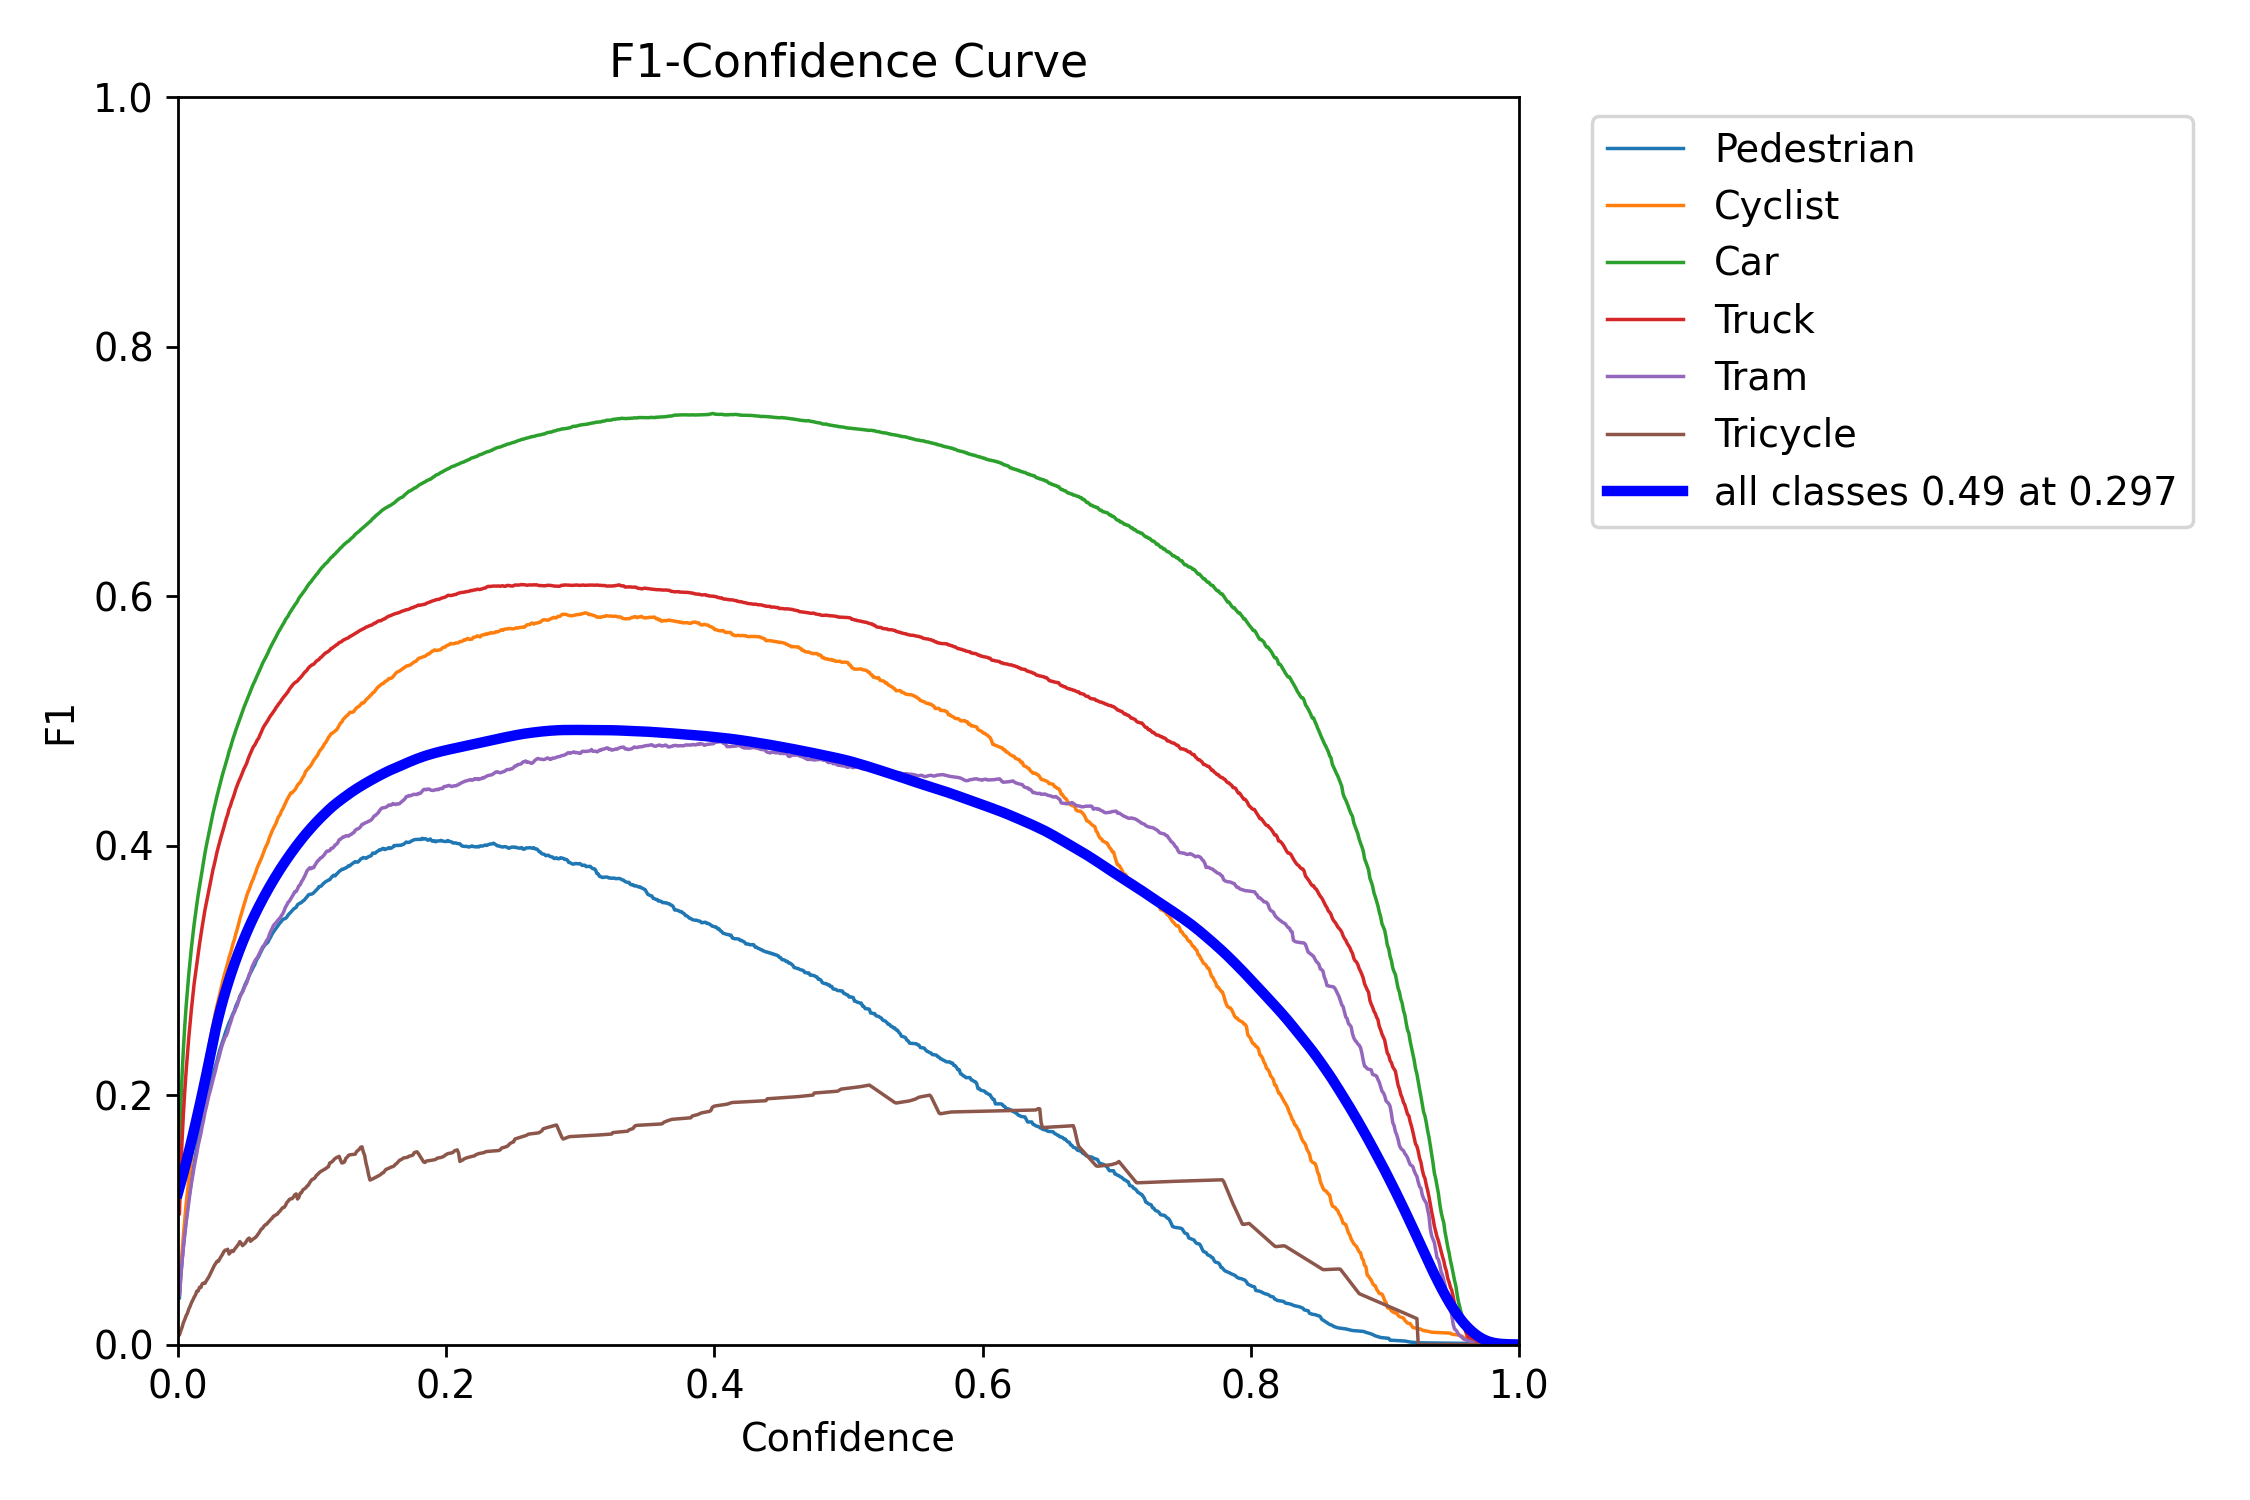 F1-Confidence Curve
1.0
0.8
0.6
0.4
0.2
0.0
F1
0.0 0.2 0.4 0.6 0.8 1.0
Confidence
Pedestrian
Cyclist
Car
Truck
Tram
Tricycle
all classes 0.49 at 0.297